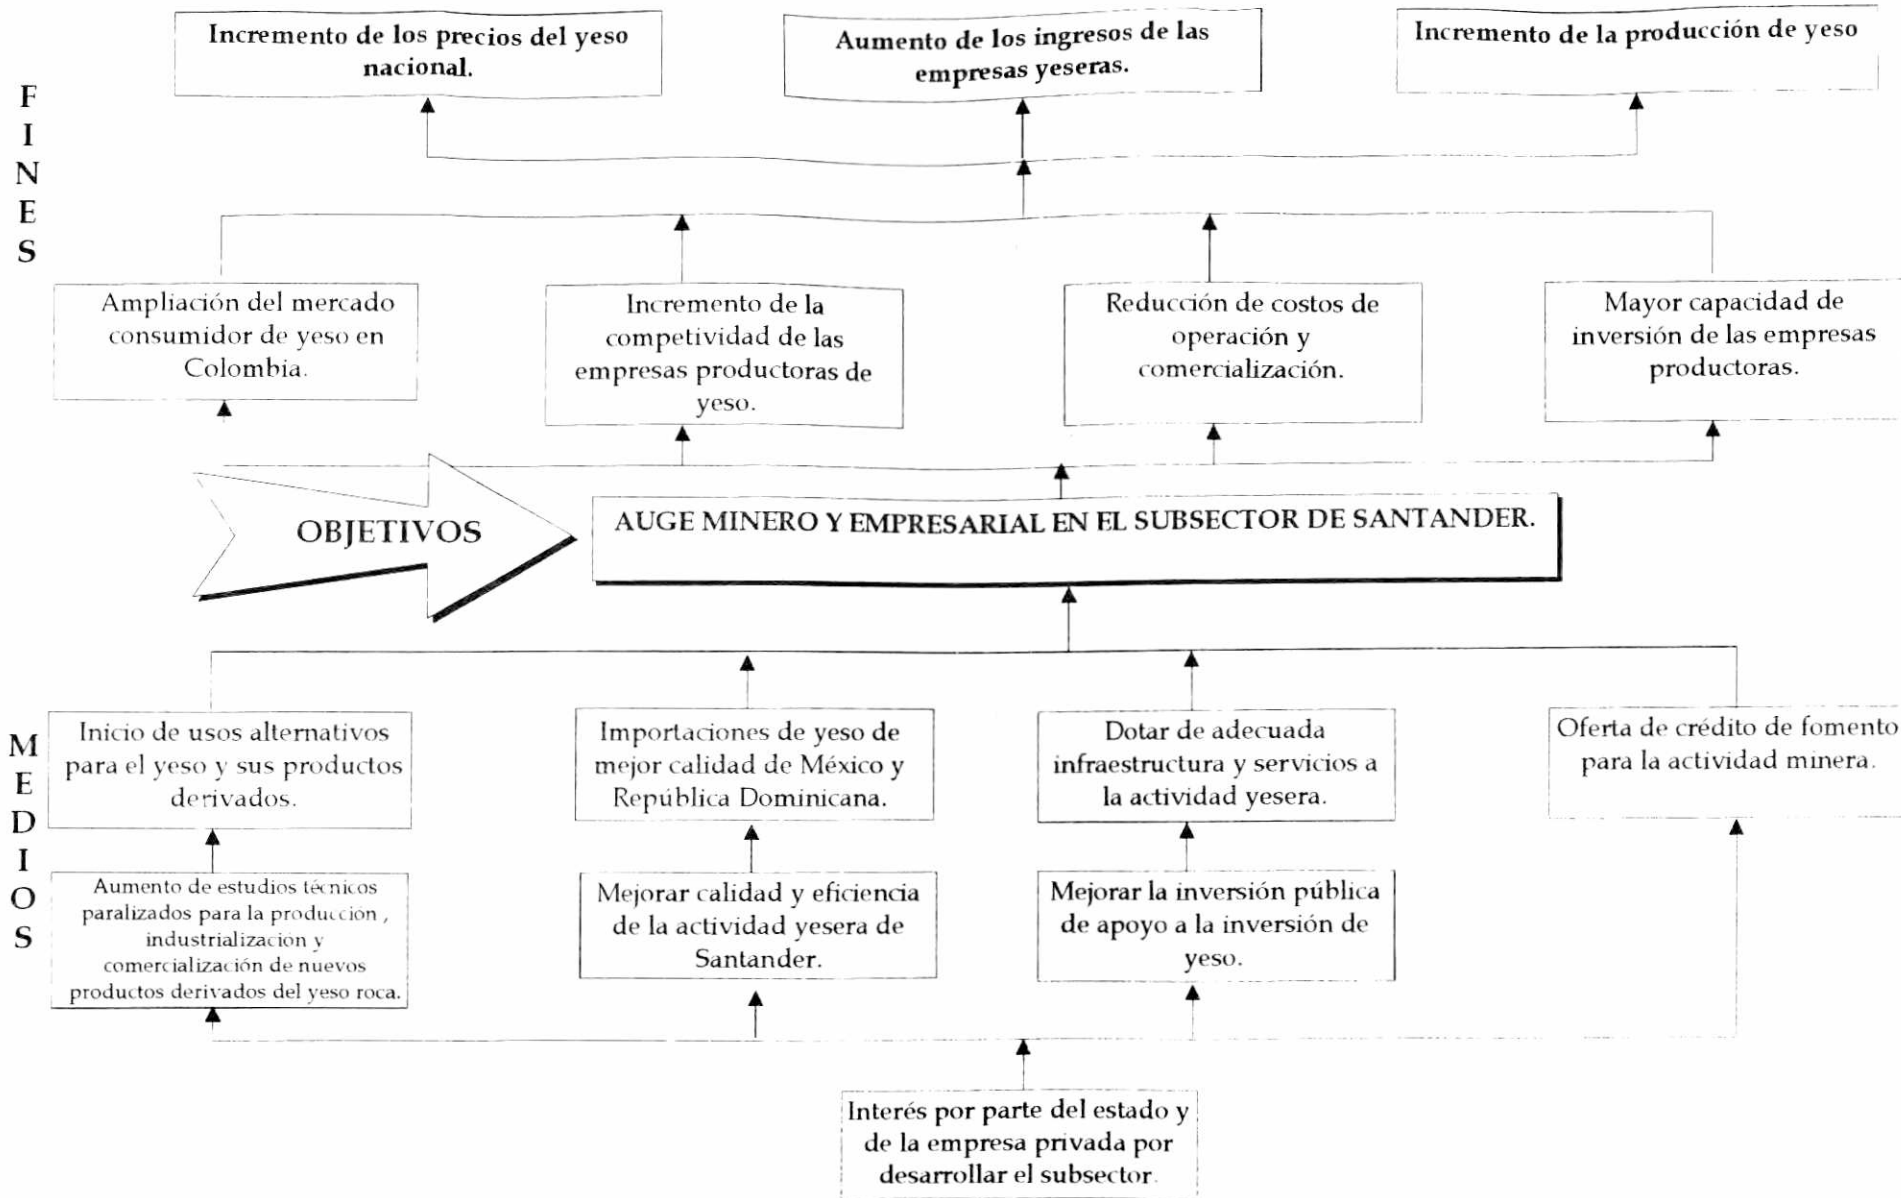 Incremento de los precios del yeso
nacional.
Aumento de los ingresos de las
empresas yeseras.
Incremento de la producción de yeso
F
I
N
E
S
Ampliación del mercado
consumidor de yeso en
Colombia.
Incremento de la
competividad de las
empresas productoras de
yeso.
Reducción de costos de
operación y
comercialización.
Mayor capacidad de
inversión de las empresas
productoras.
OBJETIVOS
AUGE MINERO Y EMPRESARIAL EN EL SUBSECTOR DE SANTANDER.
M
E
D
I
O
S
Inicio de usos alternativos
para el yeso y sus productos
derivados.
Importaciones de yeso de
mejor calidad de México y
República Dominicana.
Dotar de adecuada
infraestructura y servicios a
la actividad yesera.
Oferta de crédito de fomento
para la actividad minera.
Aumento de estudios técnicos
paralizados para la producción ,
industrialización y
comercialización de nuevos
productos derivados del yeso roca.
Mejorar calidad y eficiencia
de la actividad yesera de
Santander.
Mejorar la inversión pública
de apoyo a la inversión de
yeso.
Interés por parte del estado y
de la empresa privada por
desarrollar el subsector.